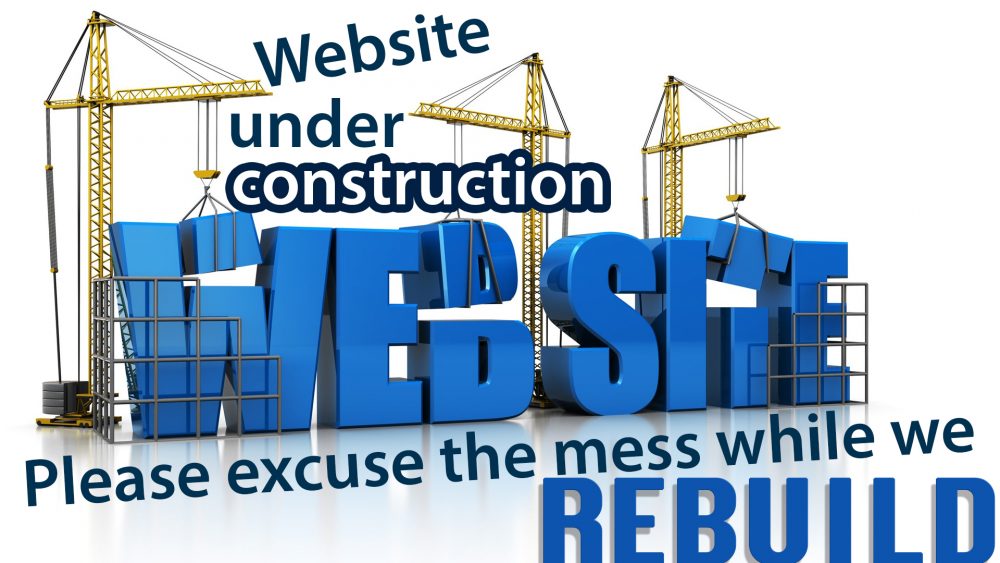 Website
under
construction
WEBSITE
Please excuse the mess while we
REBUILD